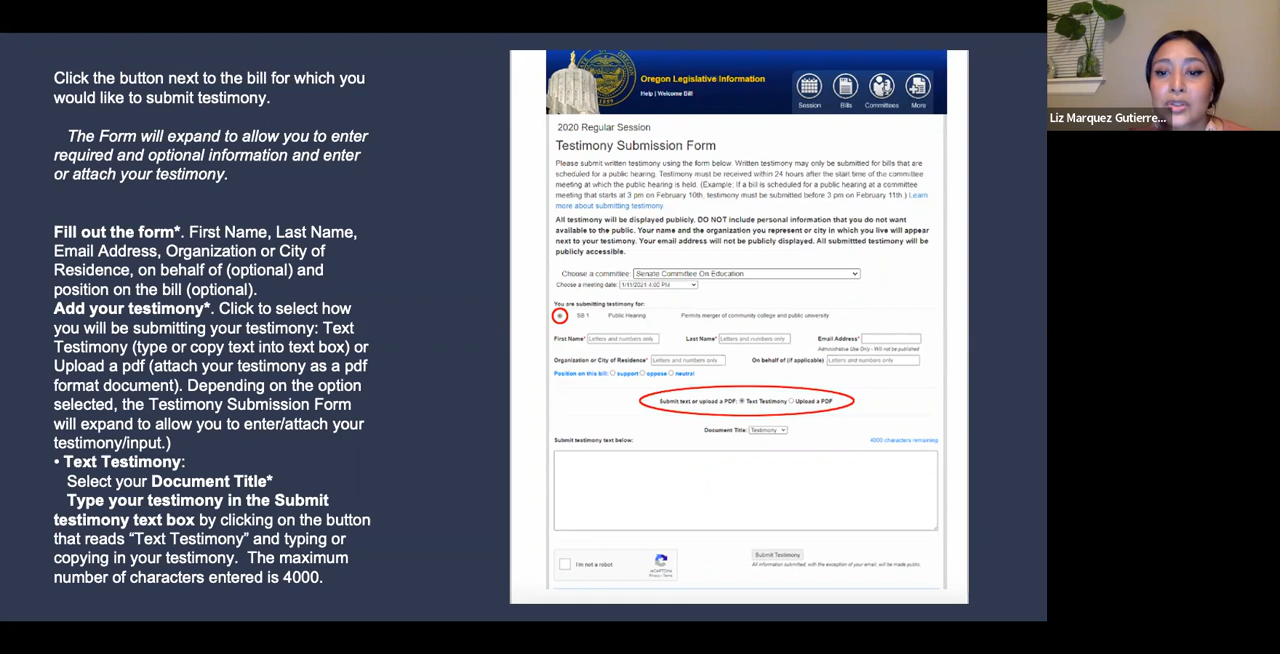 Click the button next to the bill for which you
would like to submit testimony.
The Form will expand to allow you to enter
required and optional information and enter
or attach your testimony.
Fill out the form*. First Name, Last Name,
Email Address, Organization or City of
Residence, on behalf of (optional) and
position on the bill (optional).
Add your testimony*. Click to select how
you will be submitting your testimony: Text
Testimony (type or copy text into text box) or
Upload a pdf (attach your testimony as a pdf
format document). Depending on the option
selected, the Testimony Submission Form
will expand to allow you to enter/attach your
testimony/input.)
• Text Testimony:
Select your Document Title*
Type your testimony in the Submit
testimony text box by clicking on the button
that reads “Text Testimony” and typing or
copying in your testimony. The maximum
number of characters entered is 4000.
Oregon Legislative Information
Help | Welcome Bill
Session Bills Committees More
2020 Regular Session
Testimony Submission Form
Please submit written testimony using the form below. Written testimony may only be submitted for bills that are
scheduled for a public hearing. Testimony must be received within 24 hours after the start time of the committee
meeting at which the public hearing is held. (Example: If a bill is scheduled for a public hearing at a committee
meeting that starts at 3 pm on February 10th, testimony must be submitted before 3 pm on February 11th.) Learn
more about submitting testimony.
All testimony will be displayed publicly. DO NOT include personal information that you do not want
available to the public. Your name and the organization you represent or city in which you live will appear
next to your testimony. Your email address will not be publicly displayed. All submittted testimony will be
publicly accessible.
Choose a committee: Senate Committee On Education
Choose a meeting date: 1/11/2021 4:00 PM
You are submitting testimony for:
SB 1 Public Hearing Permits merger of community college and public university
First Name* Letters and numbers only Last Name* Letters and numbers only Email Address*
Administrative Use Only - Will not be published
Organization or City of Residence* Letters and numbers only On behalf of (if applicable) Letters and numbers only
Position on this bill: support oppose neutral
Submit text or upload a PDF: Text Testimony Upload a PDF
Document Title: Testimony
Submit testimony text below: 4000 characters remaining
I'm not a robot
reCAPTCHA
Privacy - Terms
Submit Testimony
All information submitted, with the exception of your email, will be made public.
Liz Marquez Gutierre...